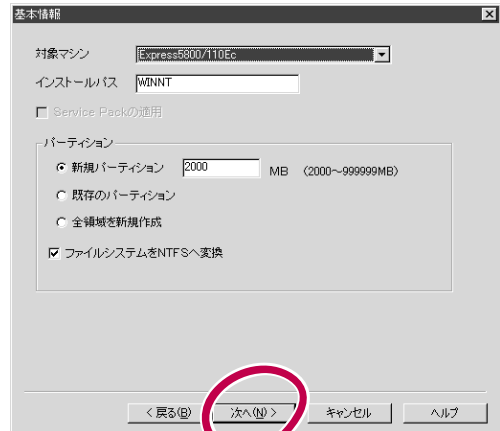 基本情報
対象マシン Express5800/110Ec
インストールパス WINNT
Service Packの適用
パーティション
新規パーティション 2000 MB (2000~999999MB)
既存のパーティション
全領域を新規作成
ファイルシステムをNTFSへ変換
< 戻る(B) 次へ(N) > キャンセル ヘルプ